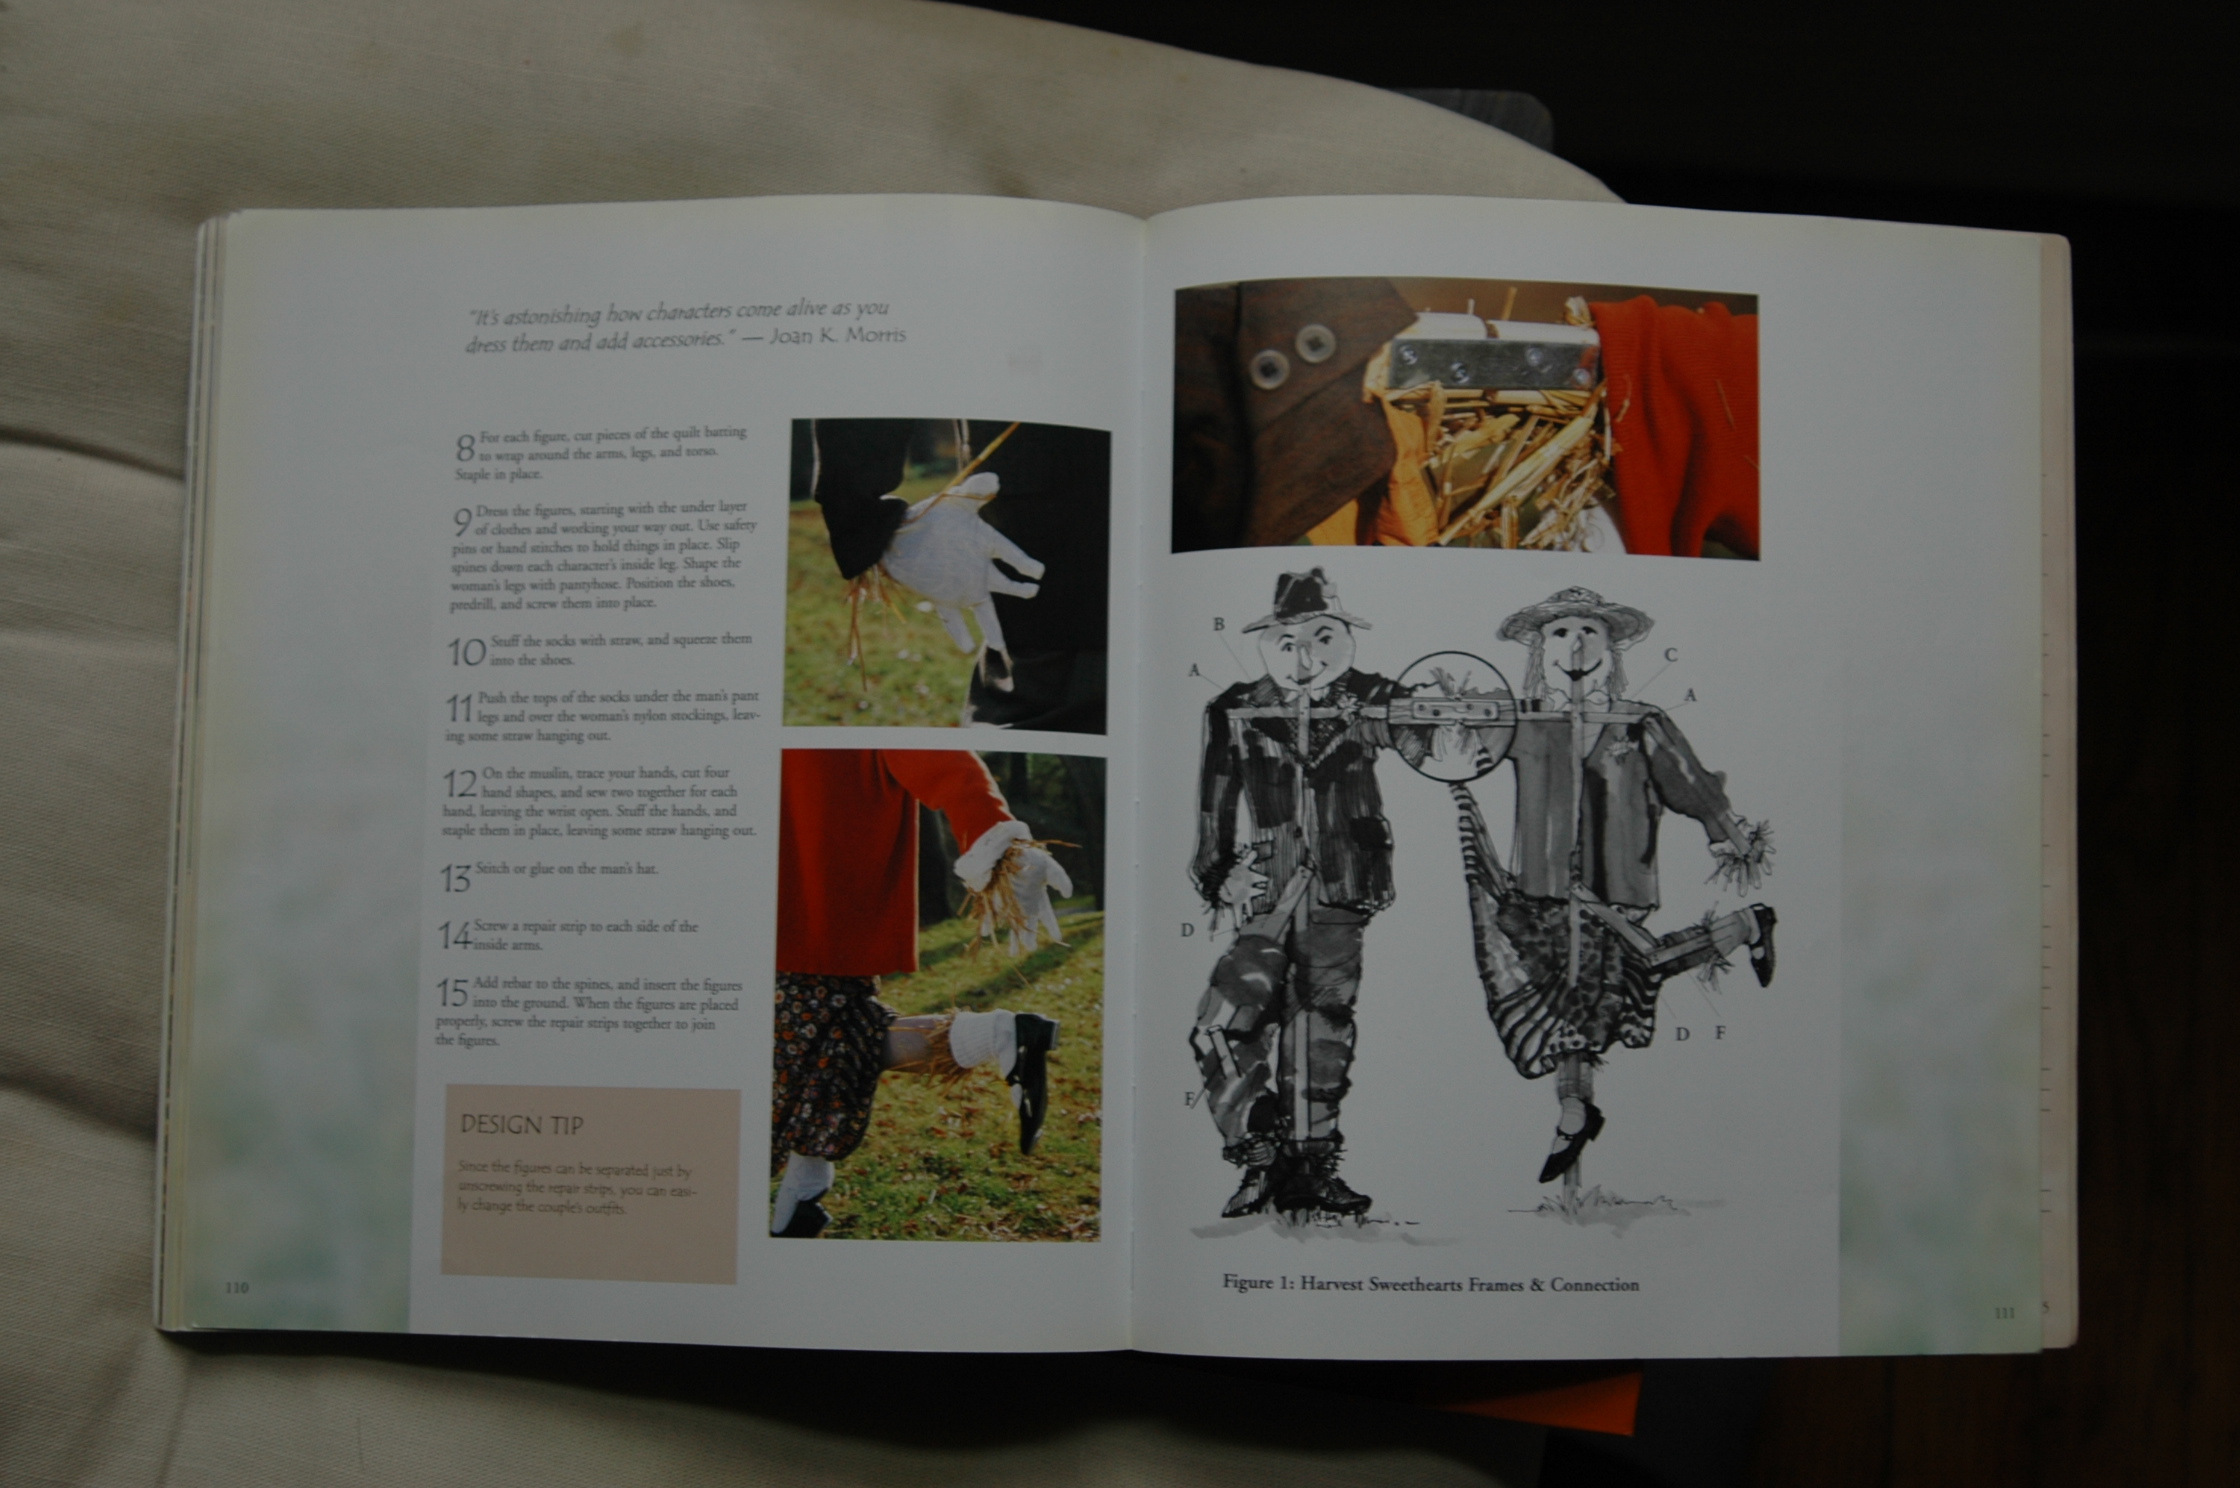 "It's astonishing how characters come alive as you
dress them and add accessories." — Joan K. Morris
8 For each figure, cut pieces of the quilt batting
to wrap around the arms, legs, and torso.
Staple in place.
9 Dress the figures, starting with the under layer
of clothes and working your way out. Use safety
pins or hand stitches to hold things in place. Slip
spines down each character's inside leg. Shape the
woman's legs with pantyhose. Position the shoes,
predrill, and screw them into place.
10 Stuff the socks with straw, and squeeze them
into the shoes.
11 Push the tops of the socks under the man's pant
legs and over the woman's nylon stockings, leav-
ing some straw hanging out.
12 On the muslin, trace your hands, cut four
hand shapes, and sew two together for each
hand, leaving the wrist open. Stuff the hands, and
staple them in place, leaving some straw hanging out.
13 Stitch or glue on the man's hat.
14 Screw a repair strip to each side of the
inside arms.
15 Add rebar to the spines, and insert the figures
into the ground. When the figures are placed
properly, screw the repair strips together to join
the figures.
DESIGN TIP
Since the figures can be separated just by
unscrewing the repair strips, you can easi-
ly change the couple's outfits.
110
B
A
C
A
D
D F
F
Figure 1: Harvest Sweethearts Frames & Connection
111
5